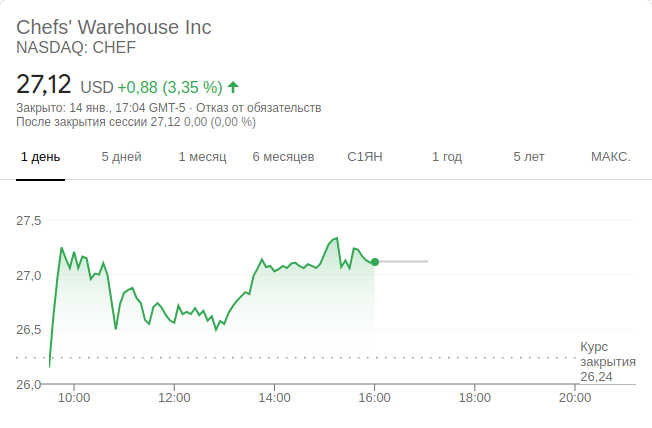 Chefs' Warehouse Inc
NASDAQ: CHEF
27,12 USD +0,88 (3,35 %)
Закрыто: 14 янв., 17:04 GMT-5 · Отказ от обязательств
После закрытия сессии 27,12 0,00 (0,00 %)
1 день 5 дней 1 месяц 6 месяцев С1ЯН 1 год 5 лет МАКС.
27,5
27,0
26,5
Курс
закрытия
26,24
26,0
10:00 12:00 14:00 16:00 18:00 20:00